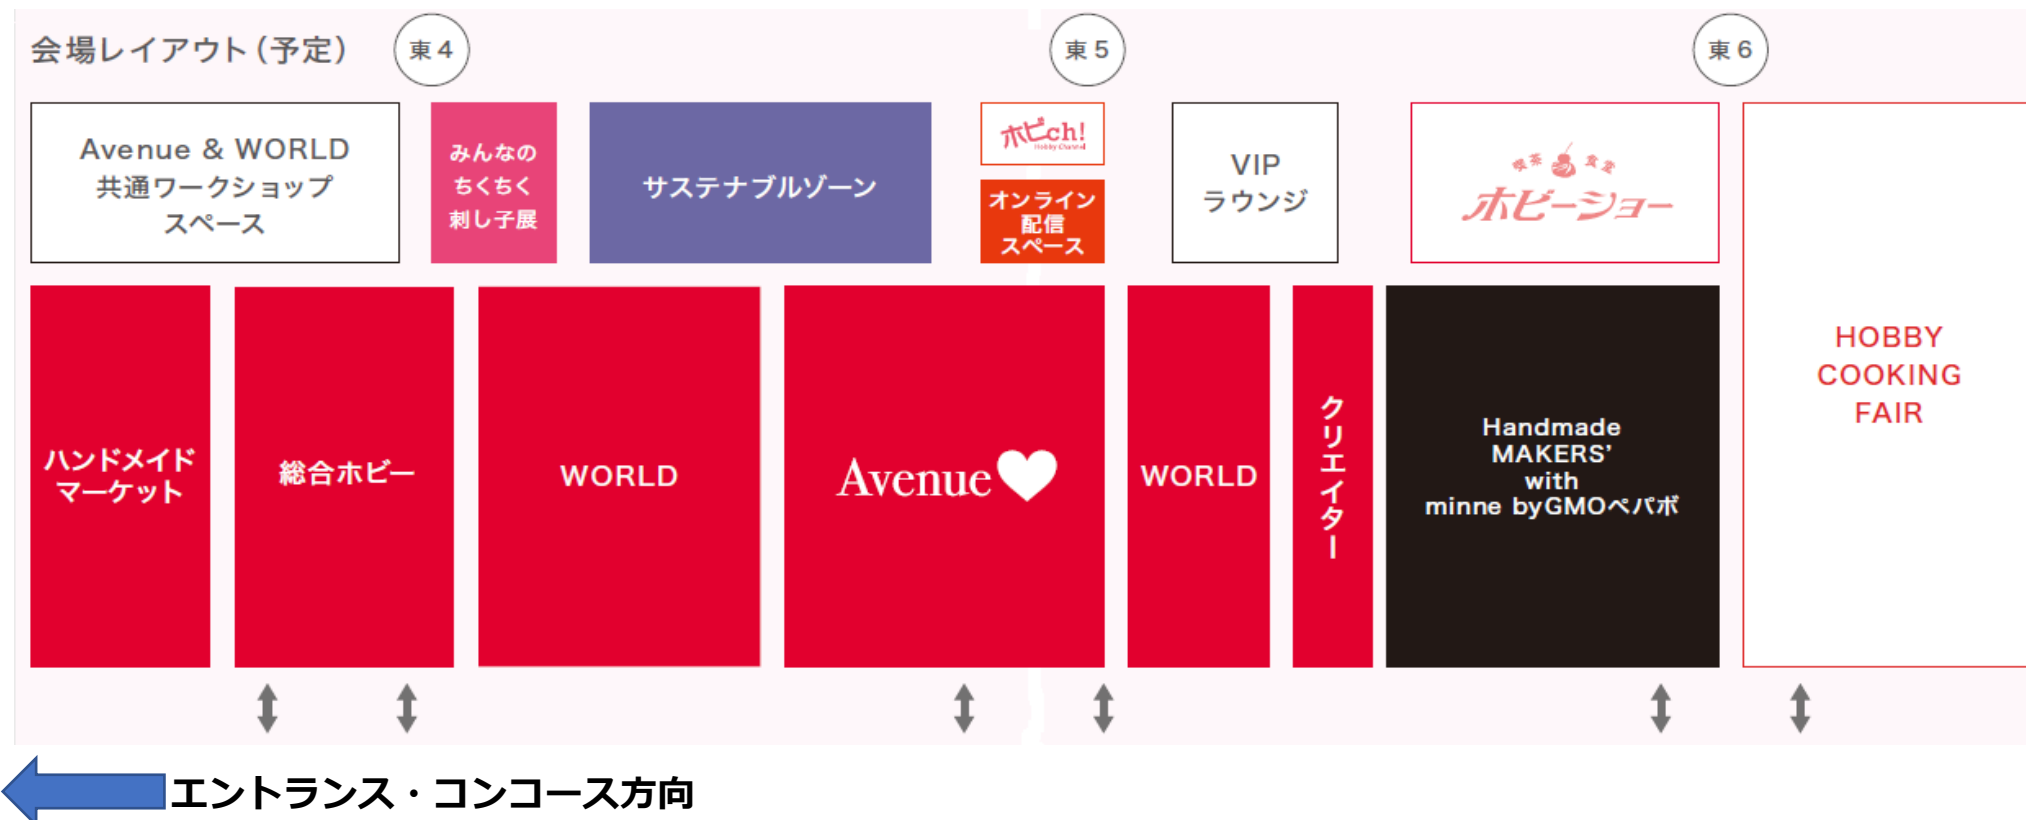 会場レイアウト（予定）
東4
東5
東6
Avenue & WORLD
共通ワークショップ
スペース
みんなの
ちくちく
刺し子展
サステナブルゾーン
ホビch!
Hobby Channel
オンライン
配信
スペース
VIP
ラウンジ
喫茶 食堂
ホビーショー
HOBBY
COOKING
FAIR
ハンドメイド
マーケット
総合ホビー
WORLD
Avenue
WORLD
クリエイター
Handmade
MAKERS'
with
minne byGMOペパボ
エントランス・コンコース方向